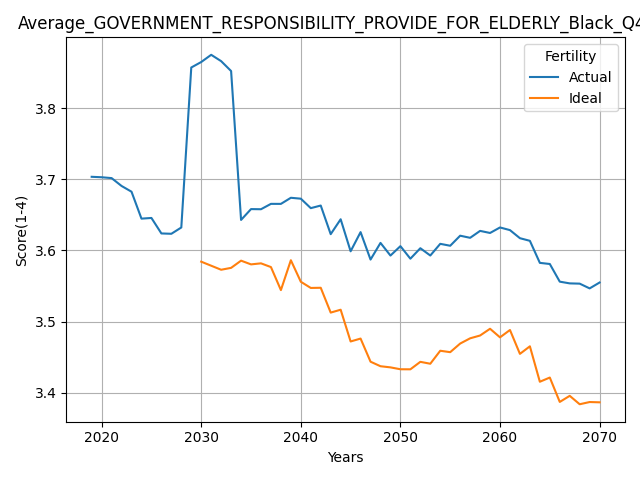 Average_GOVERNMENT_RESPONSIBILITY_PROVIDE_FOR_ELDERLY_Black_Q4
Fertility
Actual
Ideal
Score(1-4)
3.8
3.7
3.6
3.5
3.4
2020 2030 2040 2050 2060 2070
Years